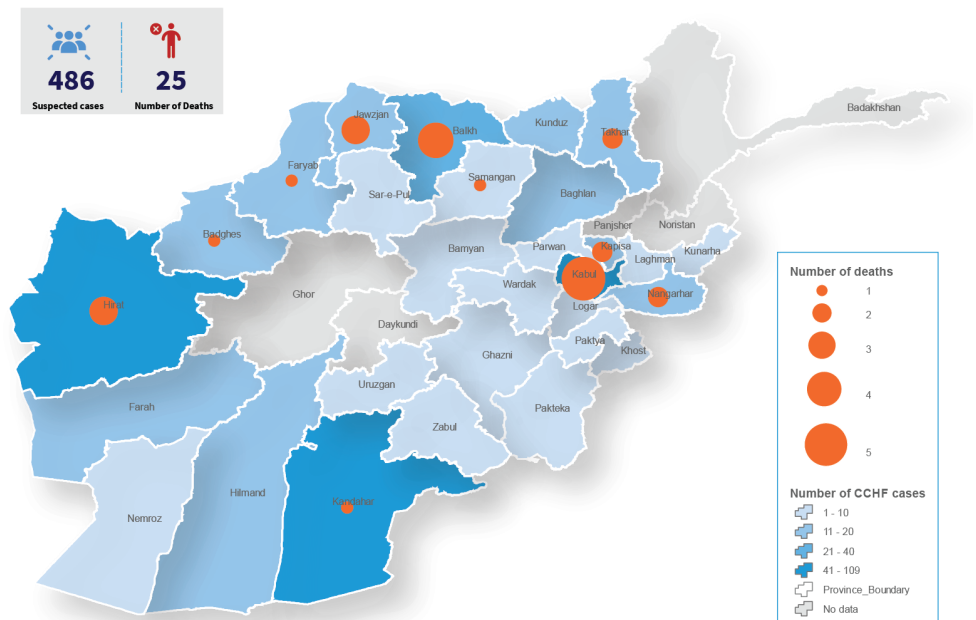 486
Suspected cases
25
Number of Deaths
Badakhshan
Jawzjan
Balkh
Kunduz
Takhar
Faryab
Samangan
Sar-e-Pul
Baghlan
Panjsher
Noristan
Badghes
Bamyan
Parwan
Kapisa
Kunarha
Laghman
Kabul
Wardak
Nangarhar
Ghor
Hirat
Logar
Daykundi
Paktya
Khost
Ghazni
Uruzgan
Farah
Pakteka
Zabul
Hilmand
Kandahar
Nemroz
Number of deaths
1
2
3
4
5
Number of CCHF cases
1 - 10
11 - 20
21 - 40
41 - 109
Province_Boundary
No data